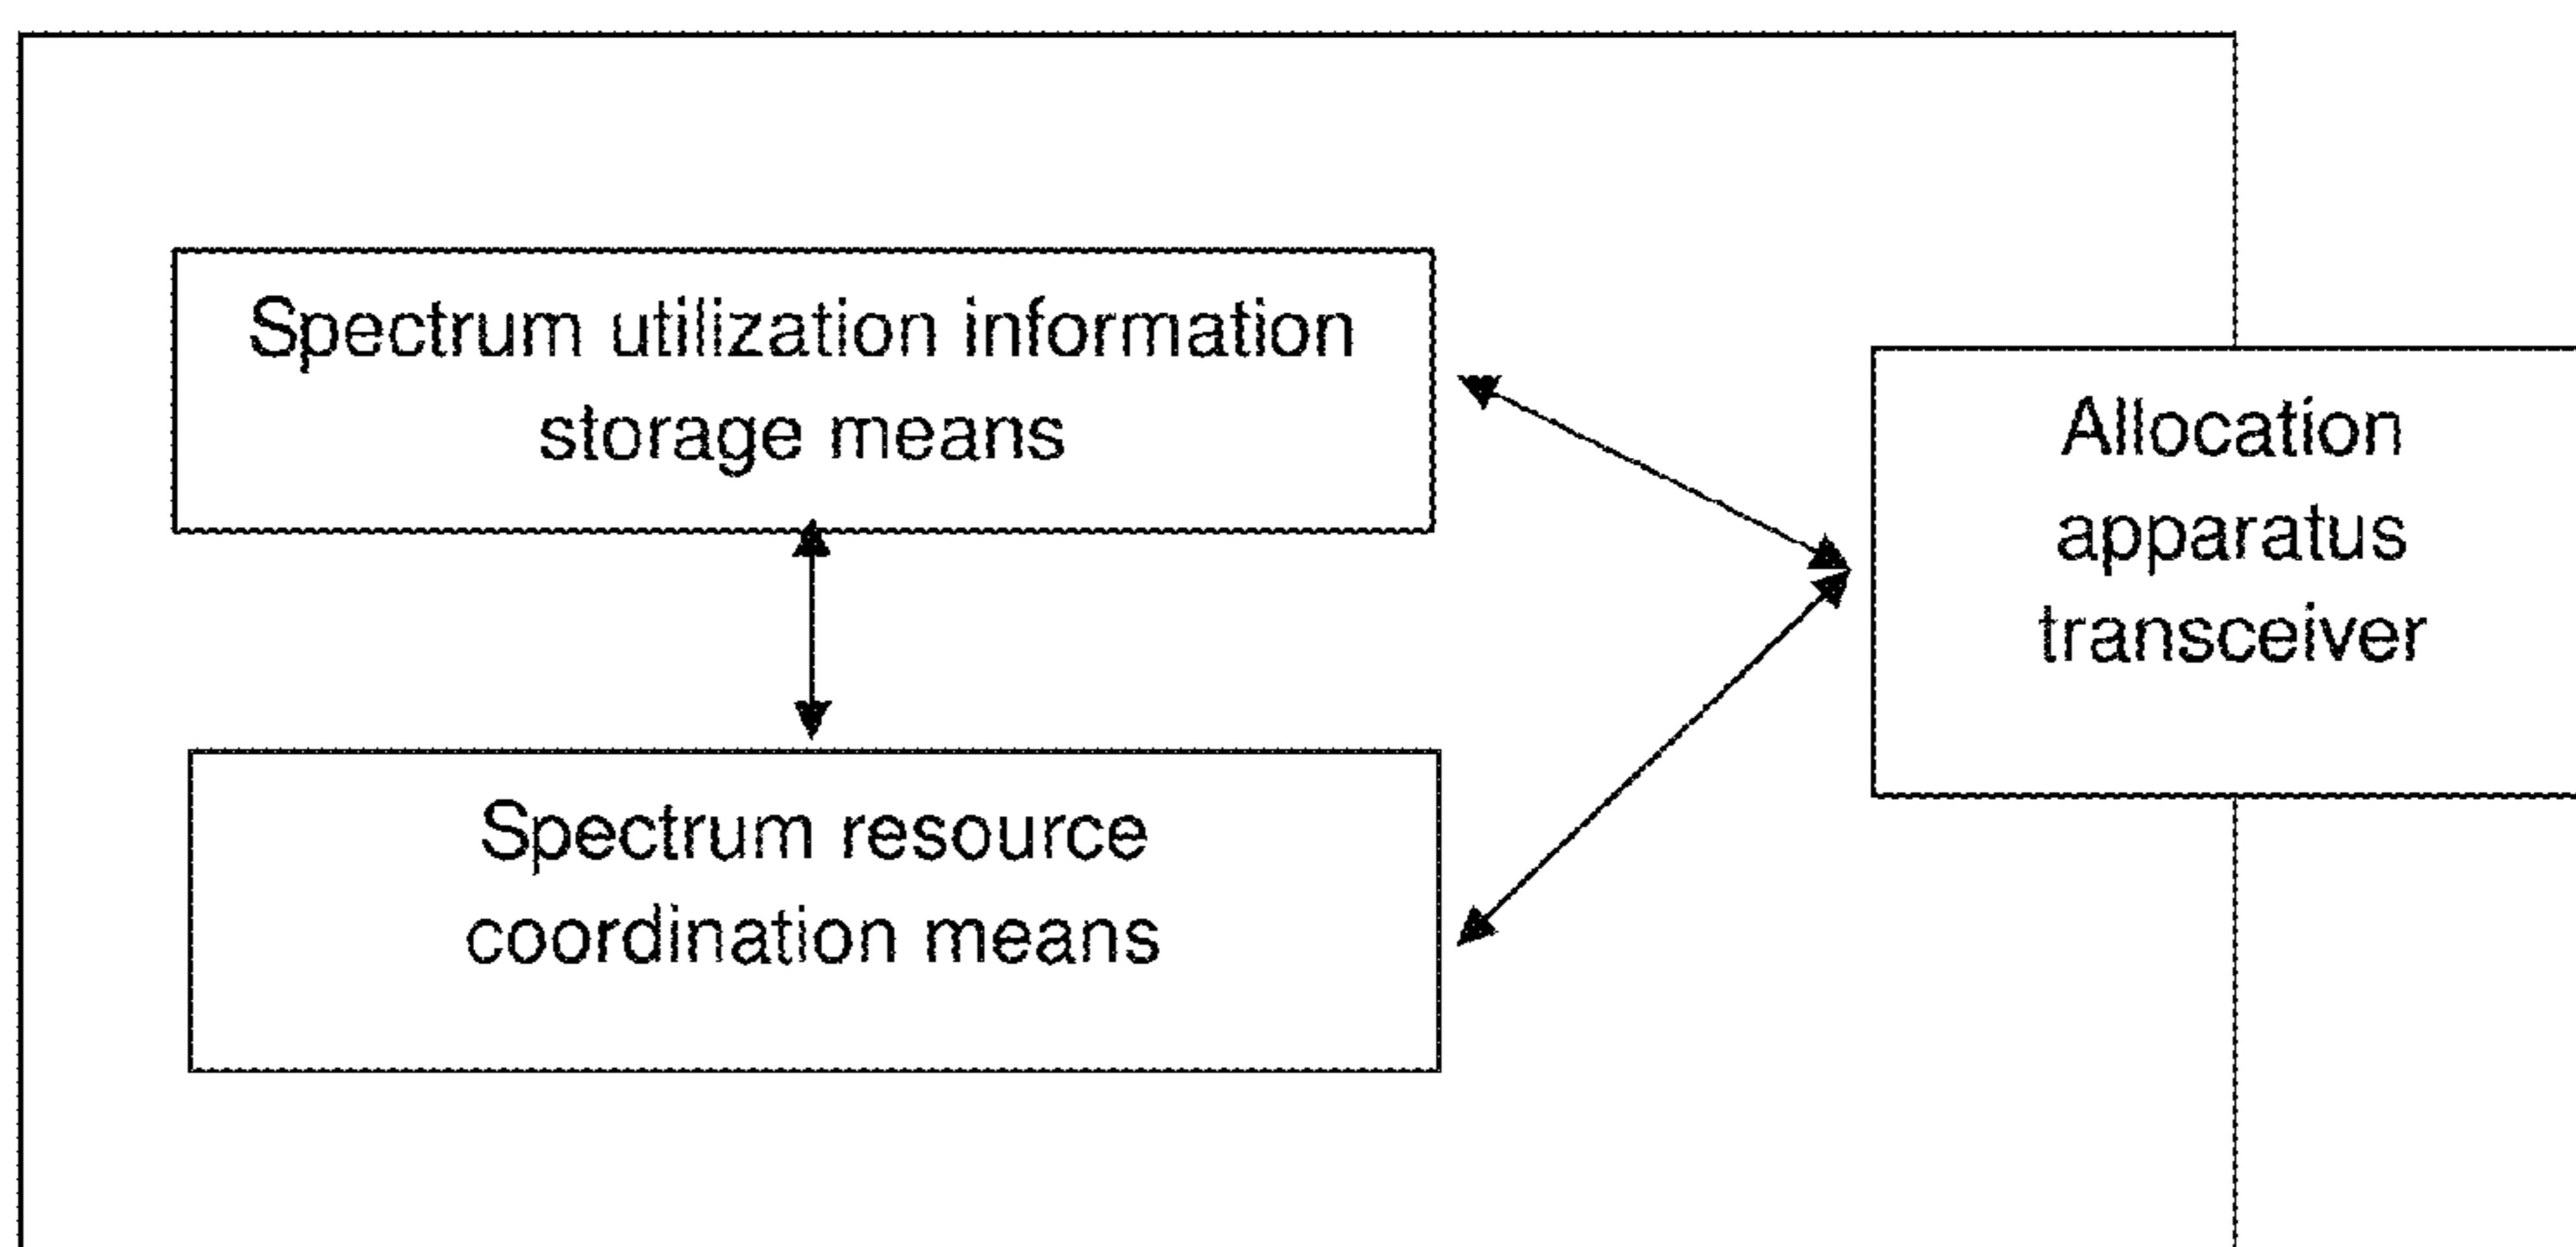 Spectrum utilization information
storage means
Allocation
apparatus
transceiver
Spectrum resource
coordination means